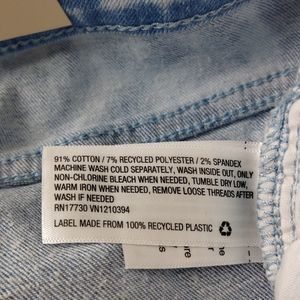 91% COTTON / 7% RECYCLED POLYESTER / 2% SPANDEX
MACHINE WASH COLD SEPARATELY, WASH INSIDE OUT, ONLY
NON-CHLORINE BLEACH WHEN NEEDED, TUMBLE DRY LOW,
WARM IRON WHEN NEEDED, REMOVE LOOSE THREADS AFTER
WASH IF NEEDED
RN17730 VN1210394
LABEL MADE FROM 100% RECYCLED PLASTIC